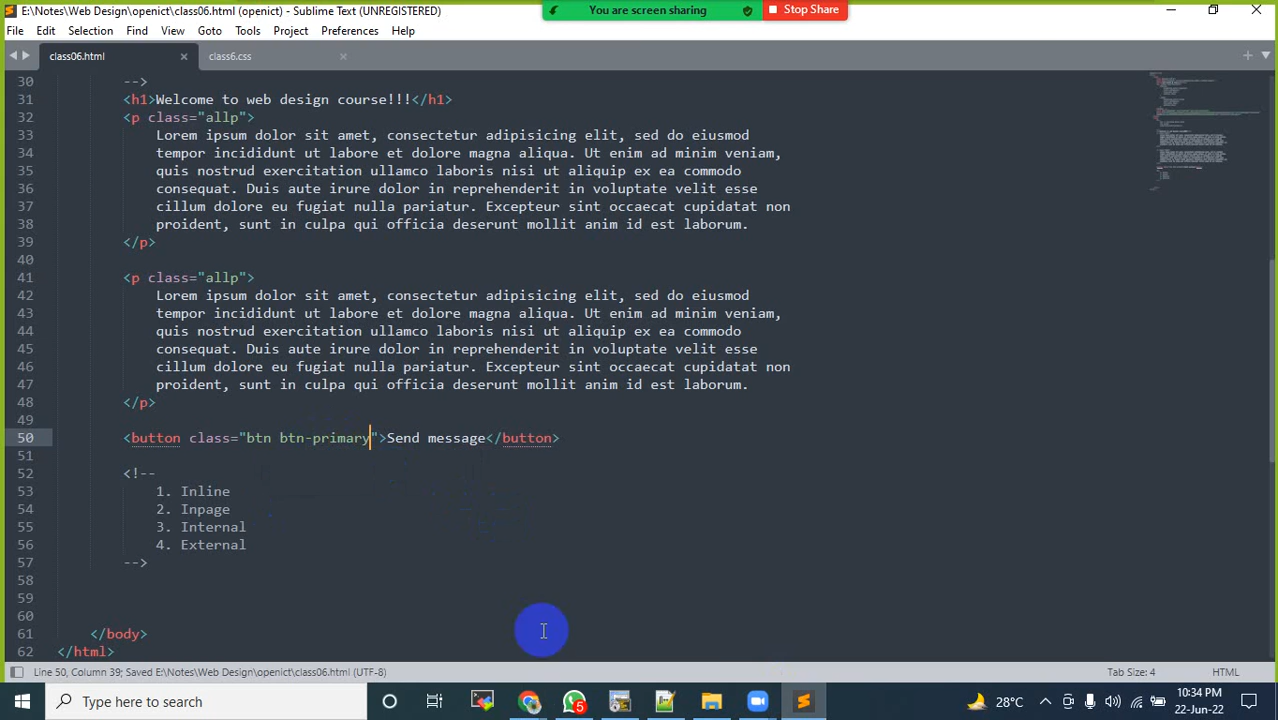 E:\Notes\Web Design\openict\class06.html (openict) - Sublime Text (UNREGISTERED)
You are screen sharing
Stop Share
File Edit Selection Find View Goto Tools Project Preferences Help
class06.html
class6.css
30 -->
31 <h1>Welcome to web design course!!!</h1>
32 <p class="allp">
33 Lorem ipsum dolor sit amet, consectetur adipisicing elit, sed do eiusmod
34 tempor incididunt ut labore et dolore magna aliqua. Ut enim ad minim veniam,
35 quis nostrud exercitation ullamco laboris nisi ut aliquip ex ea commodo
36 consequat. Duis aute irure dolor in reprehenderit in voluptate velit esse
37 cillum dolore eu fugiat nulla pariatur. Excepteur sint occaecat cupidatat non
38 proident, sunt in culpa qui officia deserunt mollit anim id est laborum.
39 </p>
40
41 <p class="allp">
42 Lorem ipsum dolor sit amet, consectetur adipisicing elit, sed do eiusmod
43 tempor incididunt ut labore et dolore magna aliqua. Ut enim ad minim veniam,
44 quis nostrud exercitation ullamco laboris nisi ut aliquip ex ea commodo
45 consequat. Duis aute irure dolor in reprehenderit in voluptate velit esse
46 cillum dolore eu fugiat nulla pariatur. Excepteur sint occaecat cupidatat non
47 proident, sunt in culpa qui officia deserunt mollit anim id est laborum.
48 </p>
49
50 <button class="btn btn-primary">Send message</button>
51
52 <!--
53 1. Inline
54 2. Inpage
55 3. Internal
56 4. External
57 -->
58
59
60
61 </body>
62 </html>
Line 50, Column 39; Saved E:\Notes\Web Design\openict\class06.html (UTF-8)
Tab Size: 4
HTML
Type here to search
5
28°C
10:34 PM
22-Jun-22